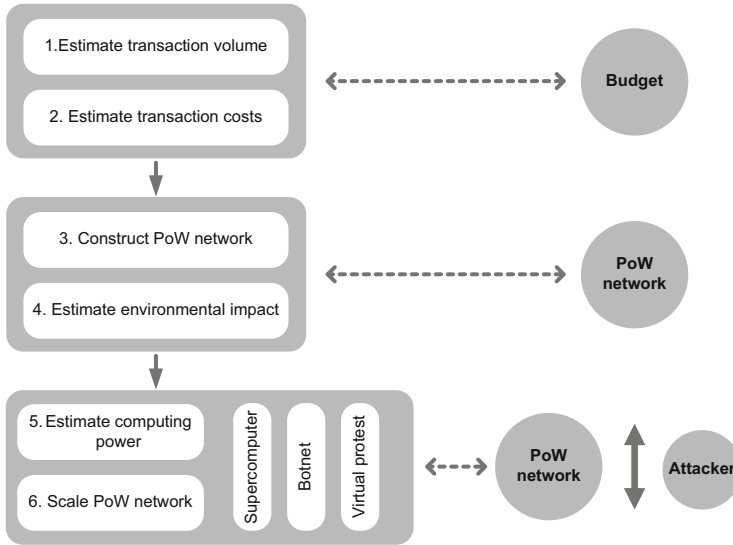 1.Estimate transaction volume
2. Estimate transaction costs
Budget
3. Construct PoW network
4. Estimate environmental impact
PoW
network
5. Estimate computing
power
6. Scale PoW network
Supercomputer
Botnet
Virtual protest
PoW
network
Attacker